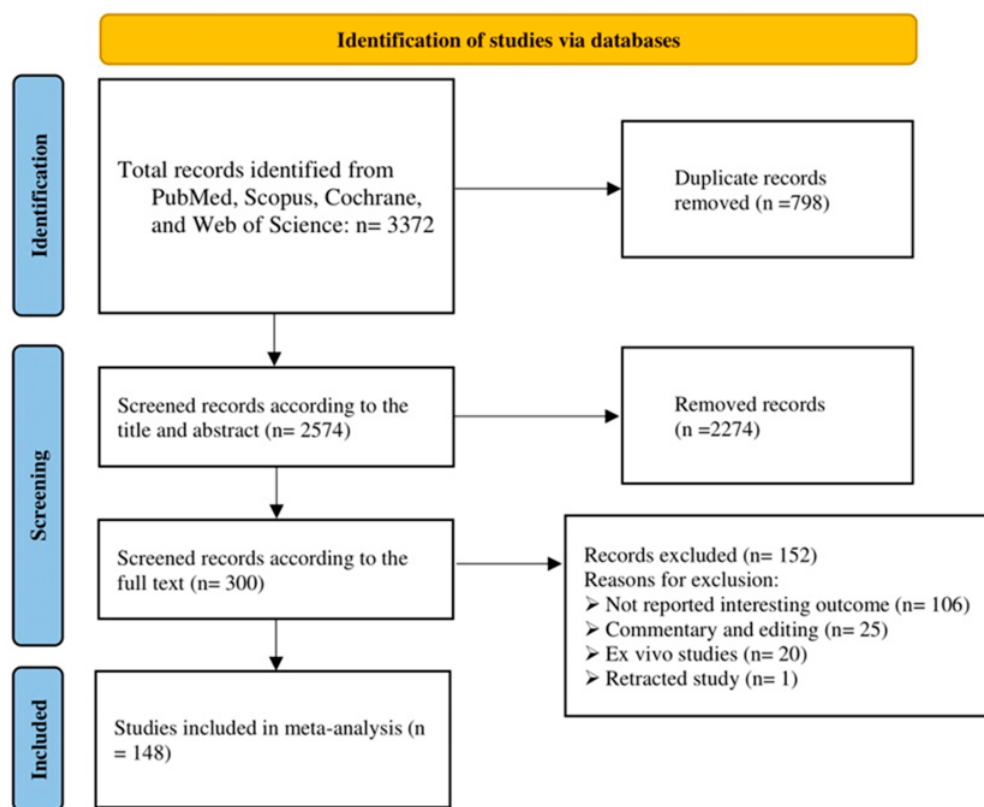 Identification of studies via databases
Identification
Total records identified from
PubMed, Scopus, Cochrane,
and Web of Science: n= 3372
Duplicate records
removed (n =798)
Screening
Screened records according to the
title and abstract (n= 2574)
Removed records
(n =2274)
Screened records according to the
full text (n= 300)
Records excluded (n= 152)
Reasons for exclusion:
➢ Not reported interesting outcome (n= 106)
➢ Commentary and editing (n= 25)
➢ Ex vivo studies (n= 20)
➢ Retracted study (n= 1)
Included
Studies included in meta-analysis (n
= 148)